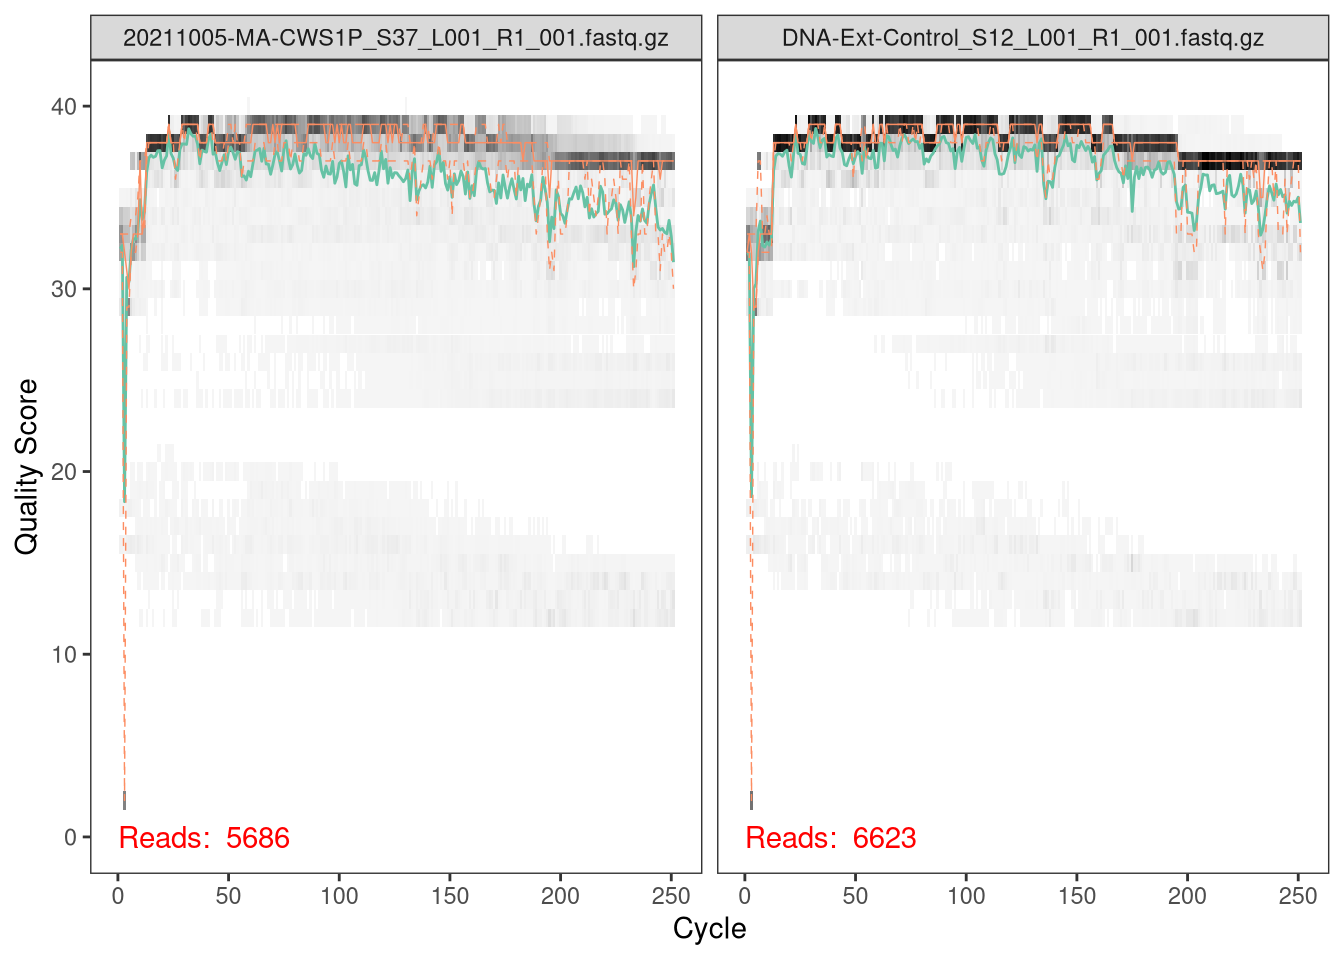 20211005-MA-CWS1P_S37_L001_R1_001.fastq.gz
DNA-Ext-Control_S12_L001_R1_001.fastq.gz
40
30
20
10
0
Quality Score
Reads: 5686
Reads: 6623
0 50 100 150 200 250
0 50 100 150 200 250
Cycle